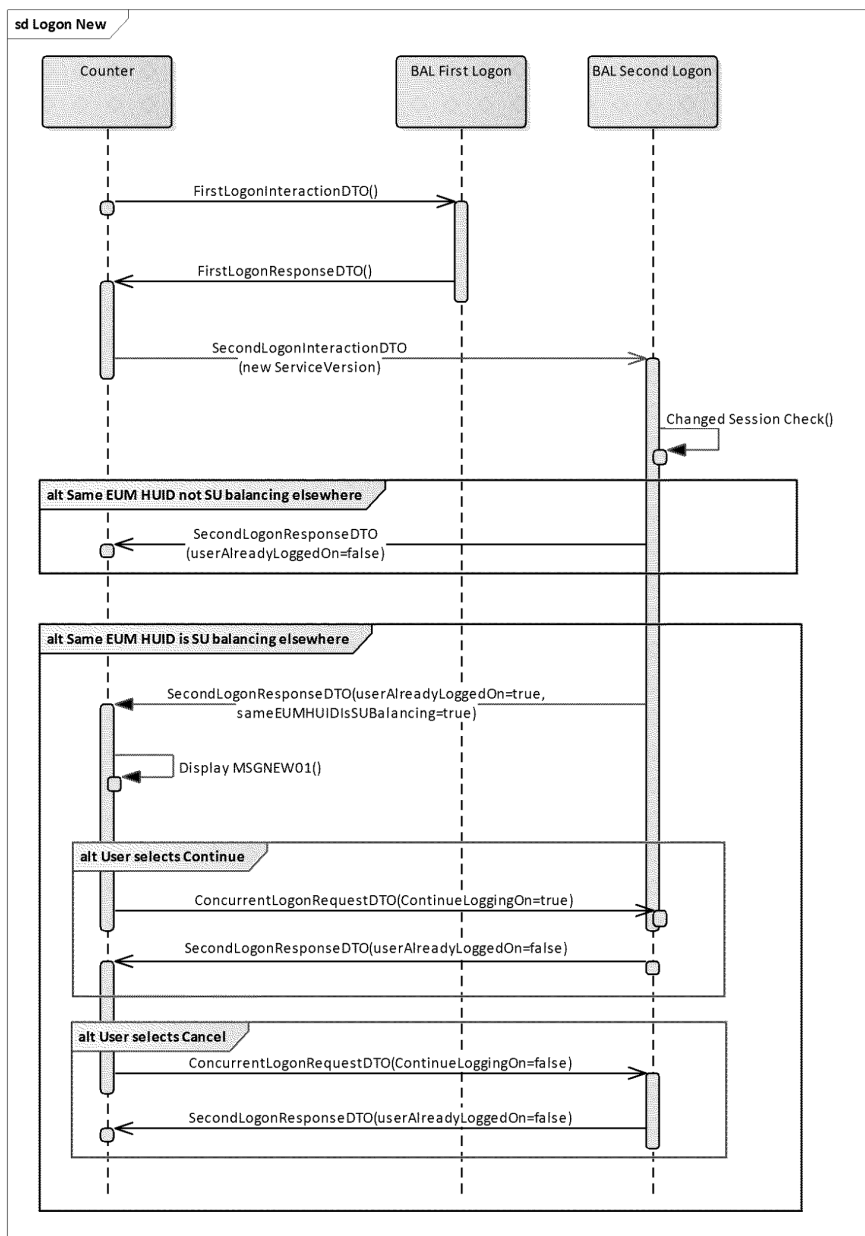 sd Logon New
Counter
BAL First Logon
BAL Second Logon
FirstLogonInteractionDTO()
FirstLogonResponseDTO()
SecondLogonInteractionDTO
(new ServiceVersion)
Changed Session Check()
alt Same EUM HUID not SU balancing elsewhere
SecondLogonResponseDTO
(userAlreadyLoggedOn=false)
alt Same EUM HUID is SU balancing elsewhere
SecondLogonResponseDTO(userAlreadyLoggedOn=true,
sameEUMHUIDIsSUBalancing=true)
Display MSGNEW01()
alt User selects Continue
ConcurrentLogonRequestDTO(ContinueLoggingOn=true)
SecondLogonResponseDTO(userAlreadyLoggedOn=false)
alt User selects Cancel
ConcurrentLogonRequestDTO(ContinueLoggingOn=false)
SecondLogonResponseDTO(userAlreadyLoggedOn=false)